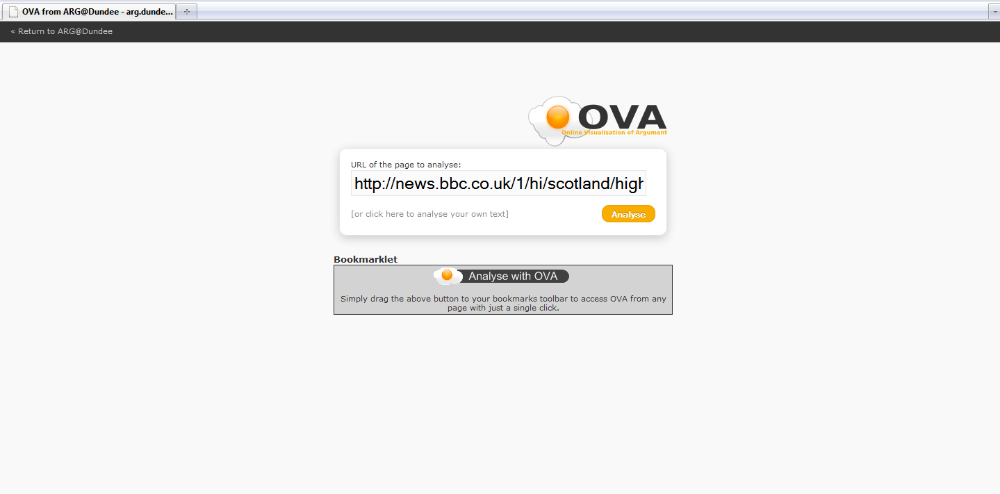 OVA from ARG@Dundee - arg.dunde...
« Return to ARG@Dundee
OVA
Online Visualisation of Argument
URL of the page to analyse:
http://news.bbc.co.uk/1/hi/scotland/high
[or click here to analyse your own text]
Analyse
Bookmarklet
Analyse with OVA
Simply drag the above button to your bookmarks toolbar to access OVA from any
page with just a single click.